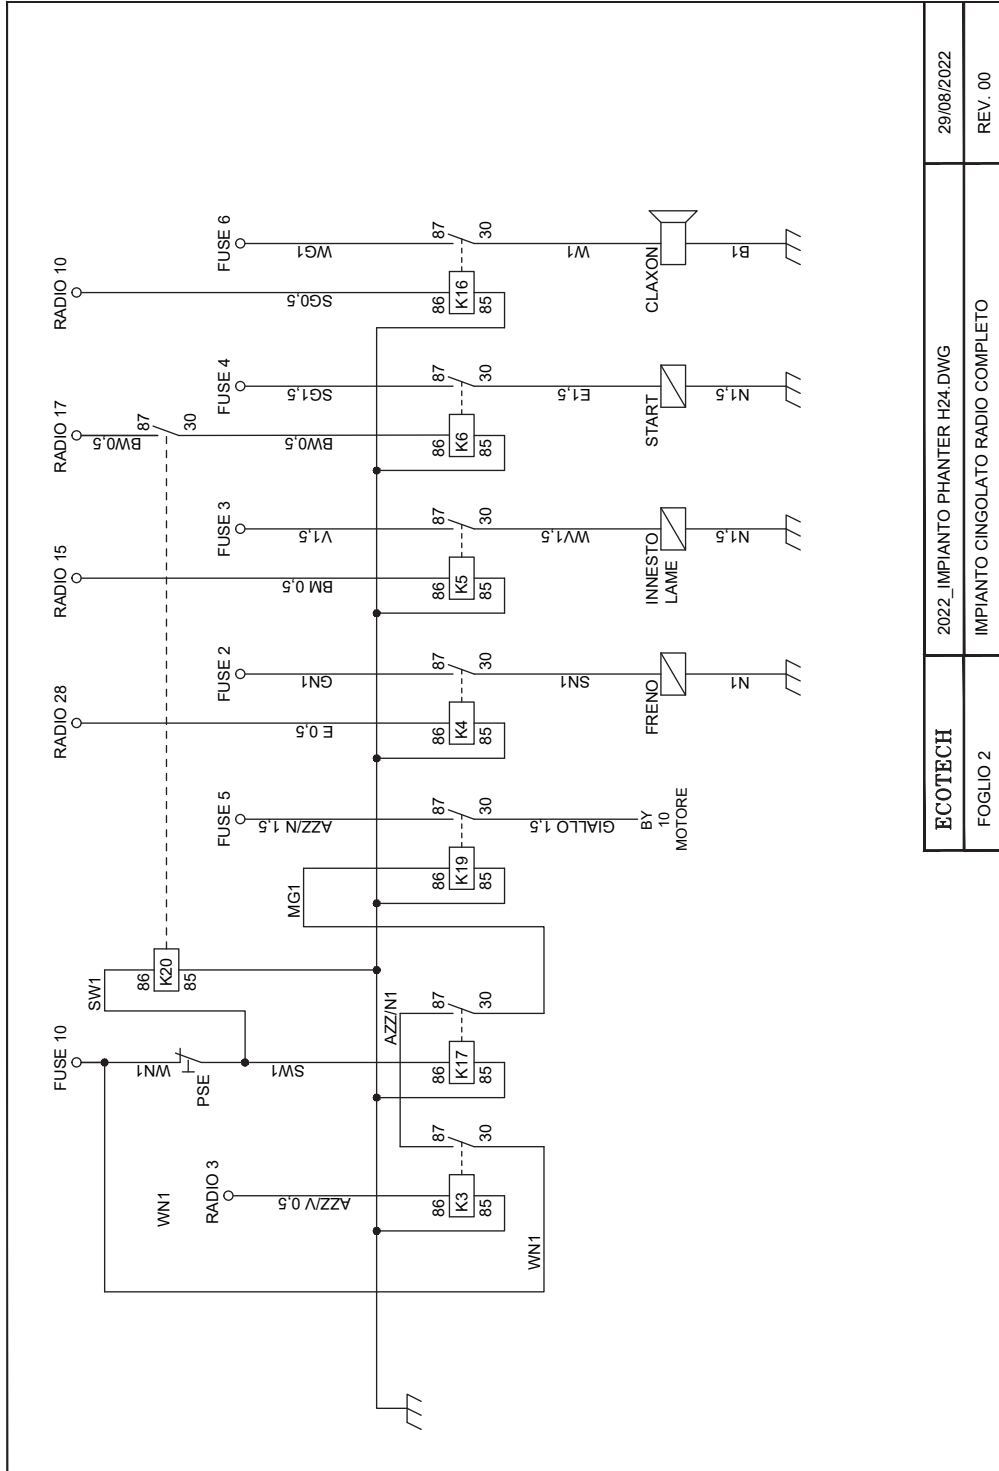 RADIO 10
RADIO 17
RADIO 15
RADIO 28
FUSE 10
FUSE 6
FUSE 4
FUSE 3
FUSE 2
FUSE 5
RADIO 3
WN1
WN1
PSE
SW1
SW1
86
K20
85
87
30
BW0,5
BW0,5
SG0,5
WG1
87
30
86
K16
85
W1
CLAXON
B1
SG1,5
87
30
86
K6
85
E1,5
START
N1,5
V1,5
BM 0,5
87
30
86
K5
85
WV1,5
INNESTO
LAME
N1,5
GN1
E 0,5
87
30
86
K4
85
SN1
FRENO
N1
AZZ/N 1,5
MG1
87
30
86
K19
85
GIALLO 1,5
BY
10
MOTORE
AZZ/N1
87
30
86
K17
85
AZZ/V 0,5
87
30
86
K3
85
WN1
ECOTECH
2022_IMPIANTO PHANTER H24.DWG
29/08/2022
FOGLIO 2
IMPIANTO CINGOLATO RADIO COMPLETO
REV. 00